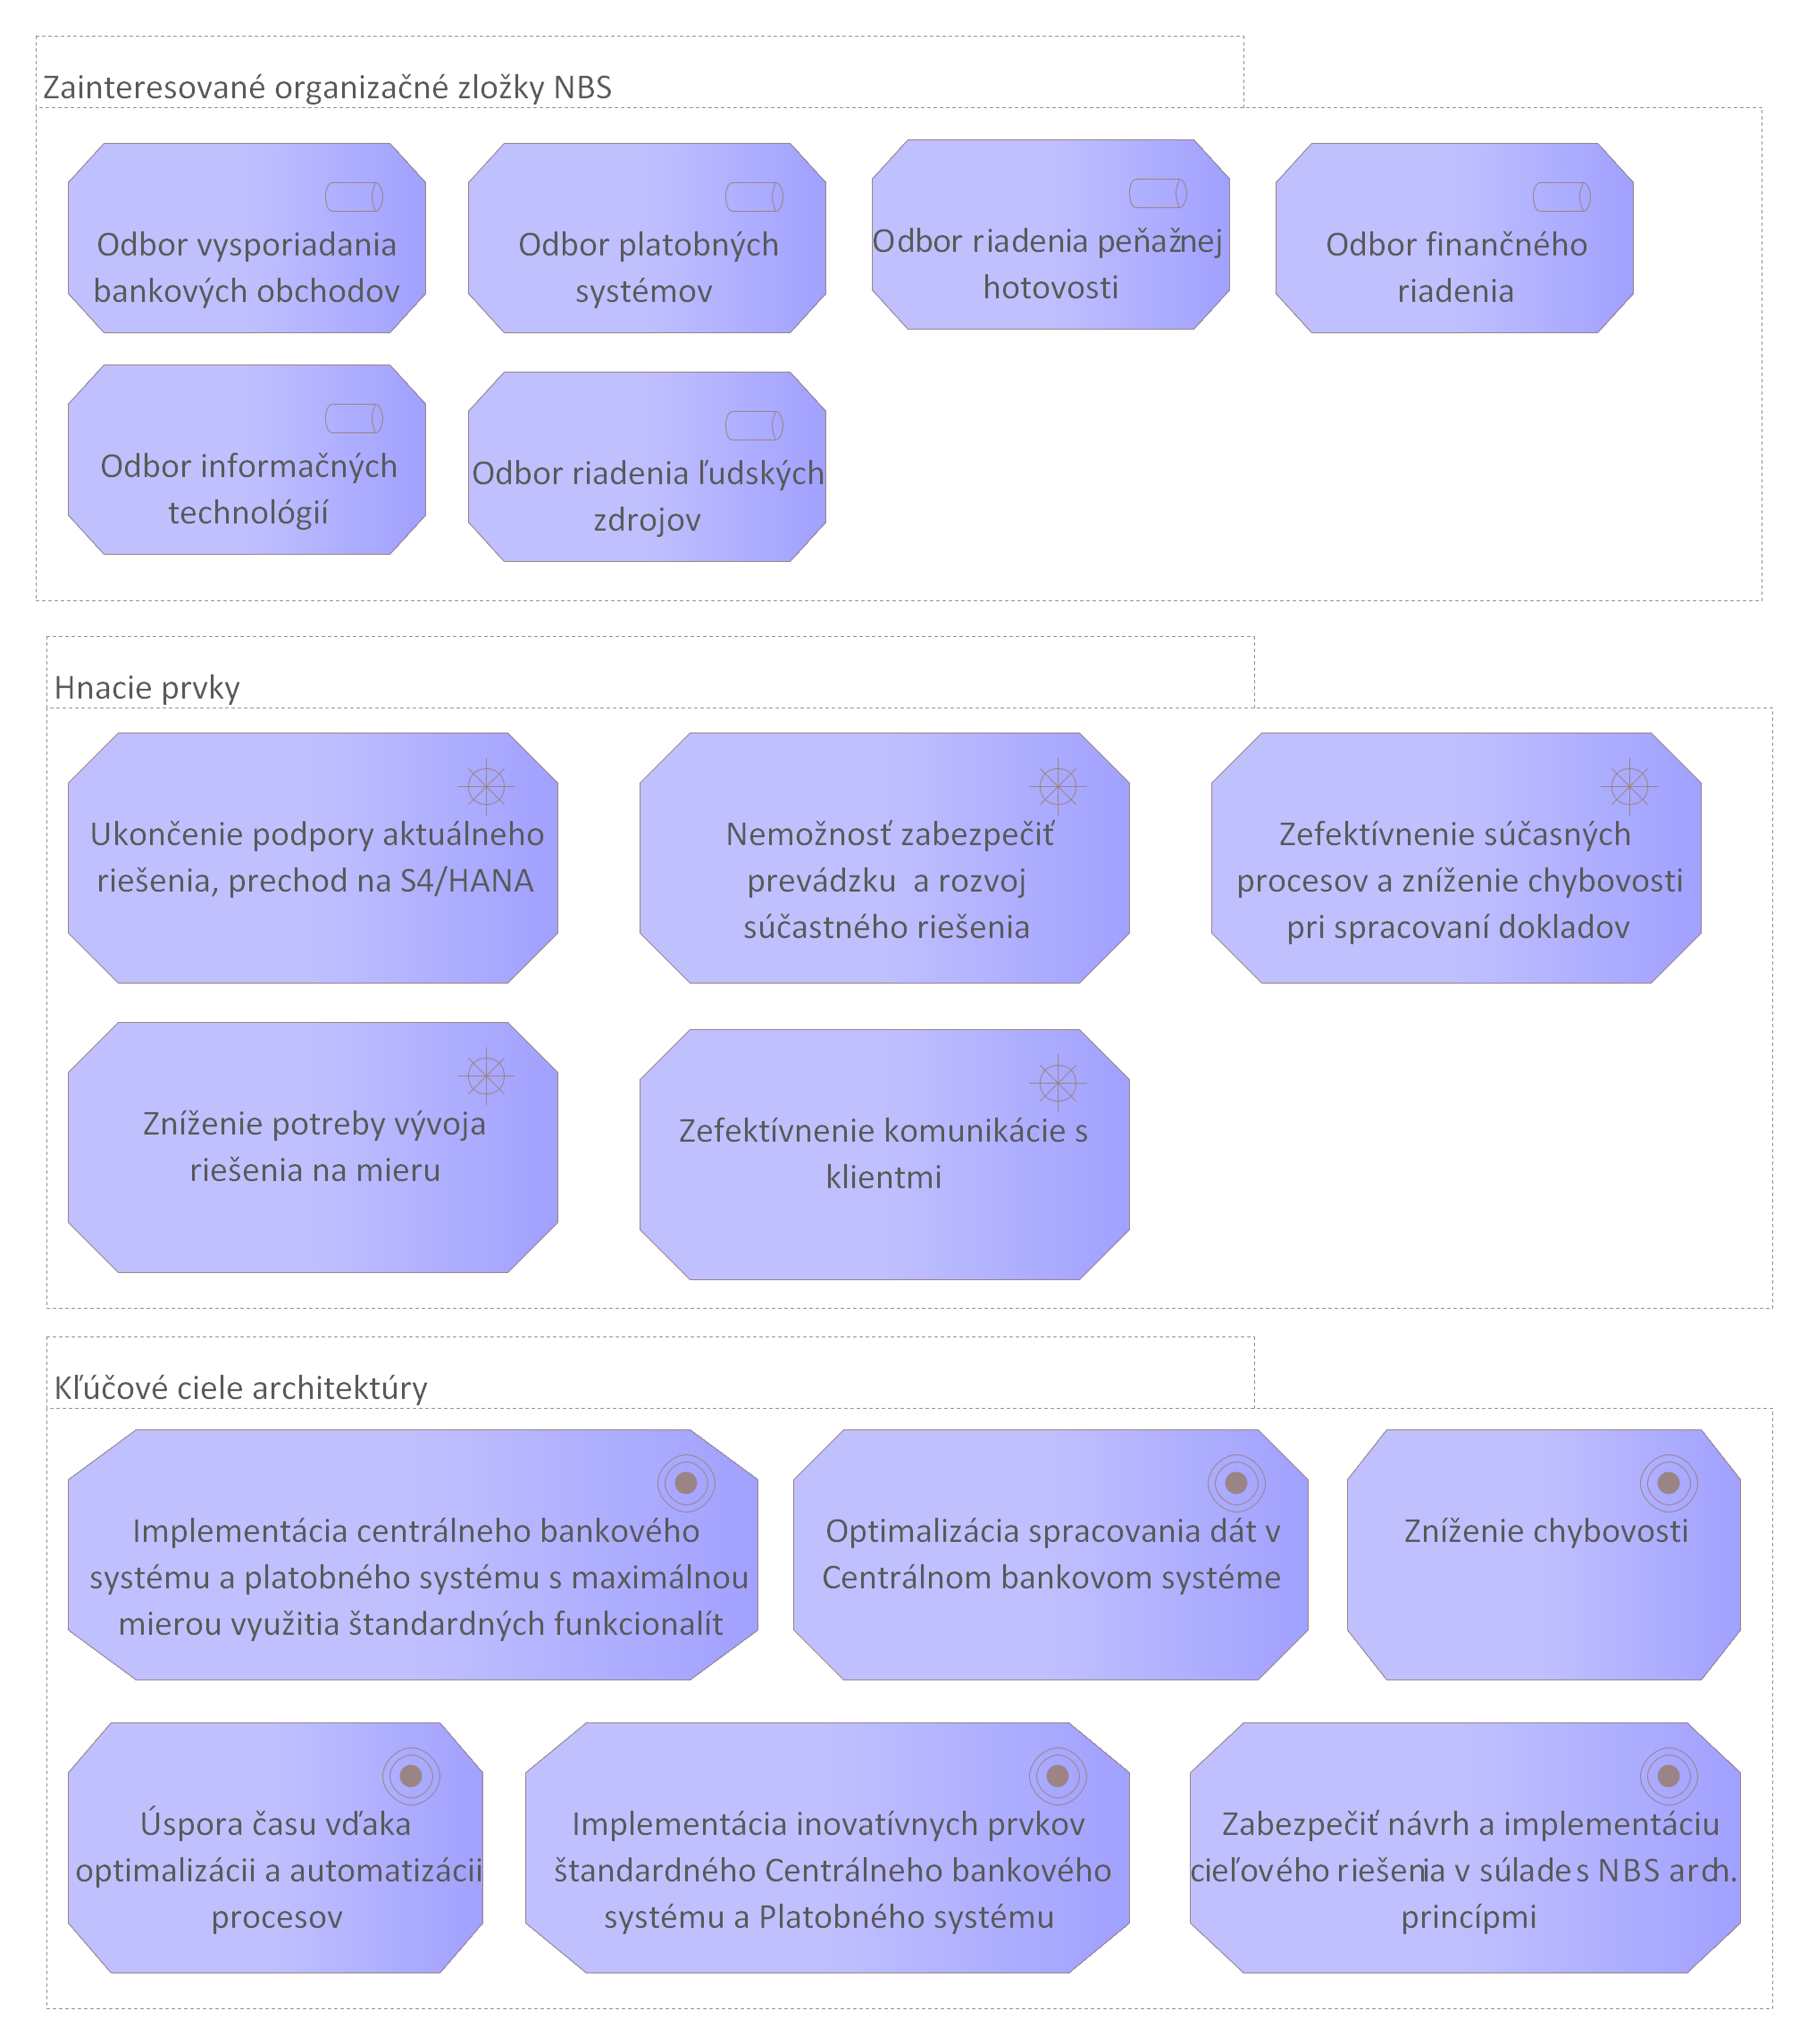 Zainteresované organizačné zložky NBS
Odbor vysporiadania
bankových obchodov
Odbor platobných
systémov
Odbor riadenia peňažnej
hotovosti
Odbor finančného
riadenia
Odbor informačných
technológií
Odbor riadenia ľudských
zdrojov
Hnacie prvky
Ukončenie podpory aktuálneho
riešenia, prechod na S4/HANA
Nemožnosť zabezpečiť
prevádzku  a rozvoj
súčastného riešenia
Zefektívnenie súčasných
procesov a zníženie chybovosti
pri spracovaní dokladov
Zníženie potreby vývoja
riešenia na mieru
Zefektívnenie komunikácie s
klientmi
Kľúčové ciele architektúry
Implementácia centrálneho bankového
systému a platobného systému s maximálnou
mierou využitia štandardných funkcionalít
Optimalizácia spracovania dát v
Centrálnom bankovom systéme
Zníženie chybovosti
Úspora času vďaka
optimalizácii a automatizácii
procesov
Implementácia inovatívnych prvkov
štandardného Centrálneho bankového
systému a Platobného systému
Zabezpečiť návrh a implementáciu
cieľového riešenia v súlade s NBS arch.
princípmi